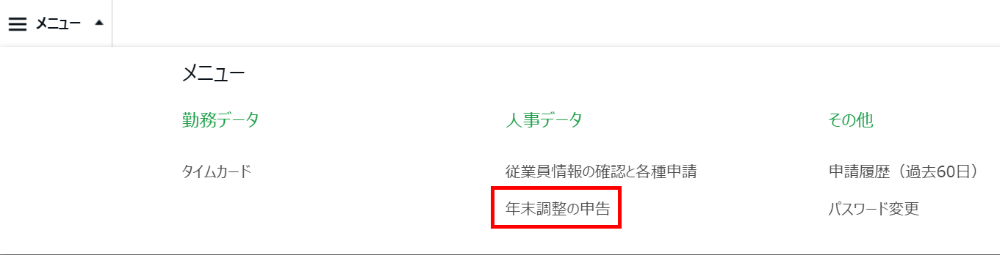 メニュー
メニュー
勤務データ 人事データ その他
タイムカード 従業員情報の確認と各種申請 申請履歴（過去60日）
年末調整の申告 パスワード変更